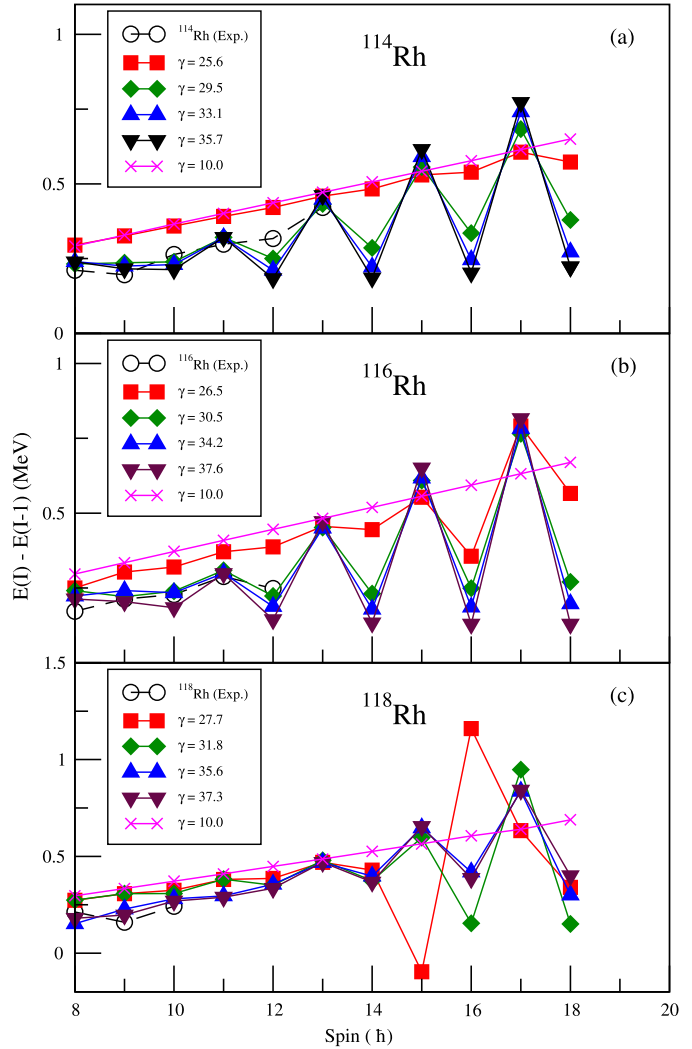 1
0.5
0
114Rh (Exp.)
γ = 25.6
γ = 29.5
γ = 33.1
γ = 35.7
γ = 10.0
114Rh
(a)
1
0.5
116Rh (Exp.)
γ = 26.5
γ = 30.5
γ = 34.2
γ = 37.6
γ = 10.0
116Rh
(b)
E(I) - E(I-1) (MeV)
1.5
1
0.5
0
118Rh (Exp.)
γ = 27.7
γ = 31.8
γ = 35.6
γ = 37.3
γ = 10.0
118Rh
(c)
8 10 12 14 16 18 20
Spin ( ħ )